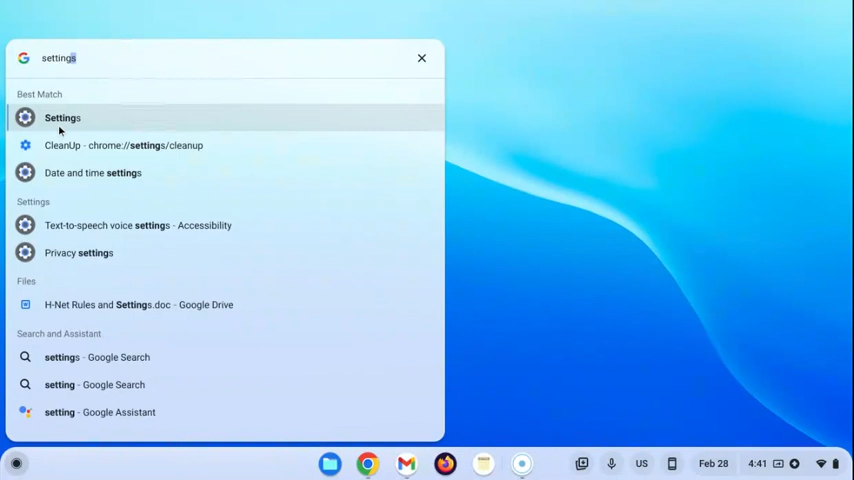 settings
Best Match
Settings
CleanUp - chrome://settings/cleanup
Date and time settings
Settings
Text-to-speech voice settings - Accessibility
Privacy settings
Files
H-Net Rules and Settings.doc - Google Drive
Search and Assistant
settings - Google Search
setting - Google Search
setting - Google Assistant
US Feb 28 4:41